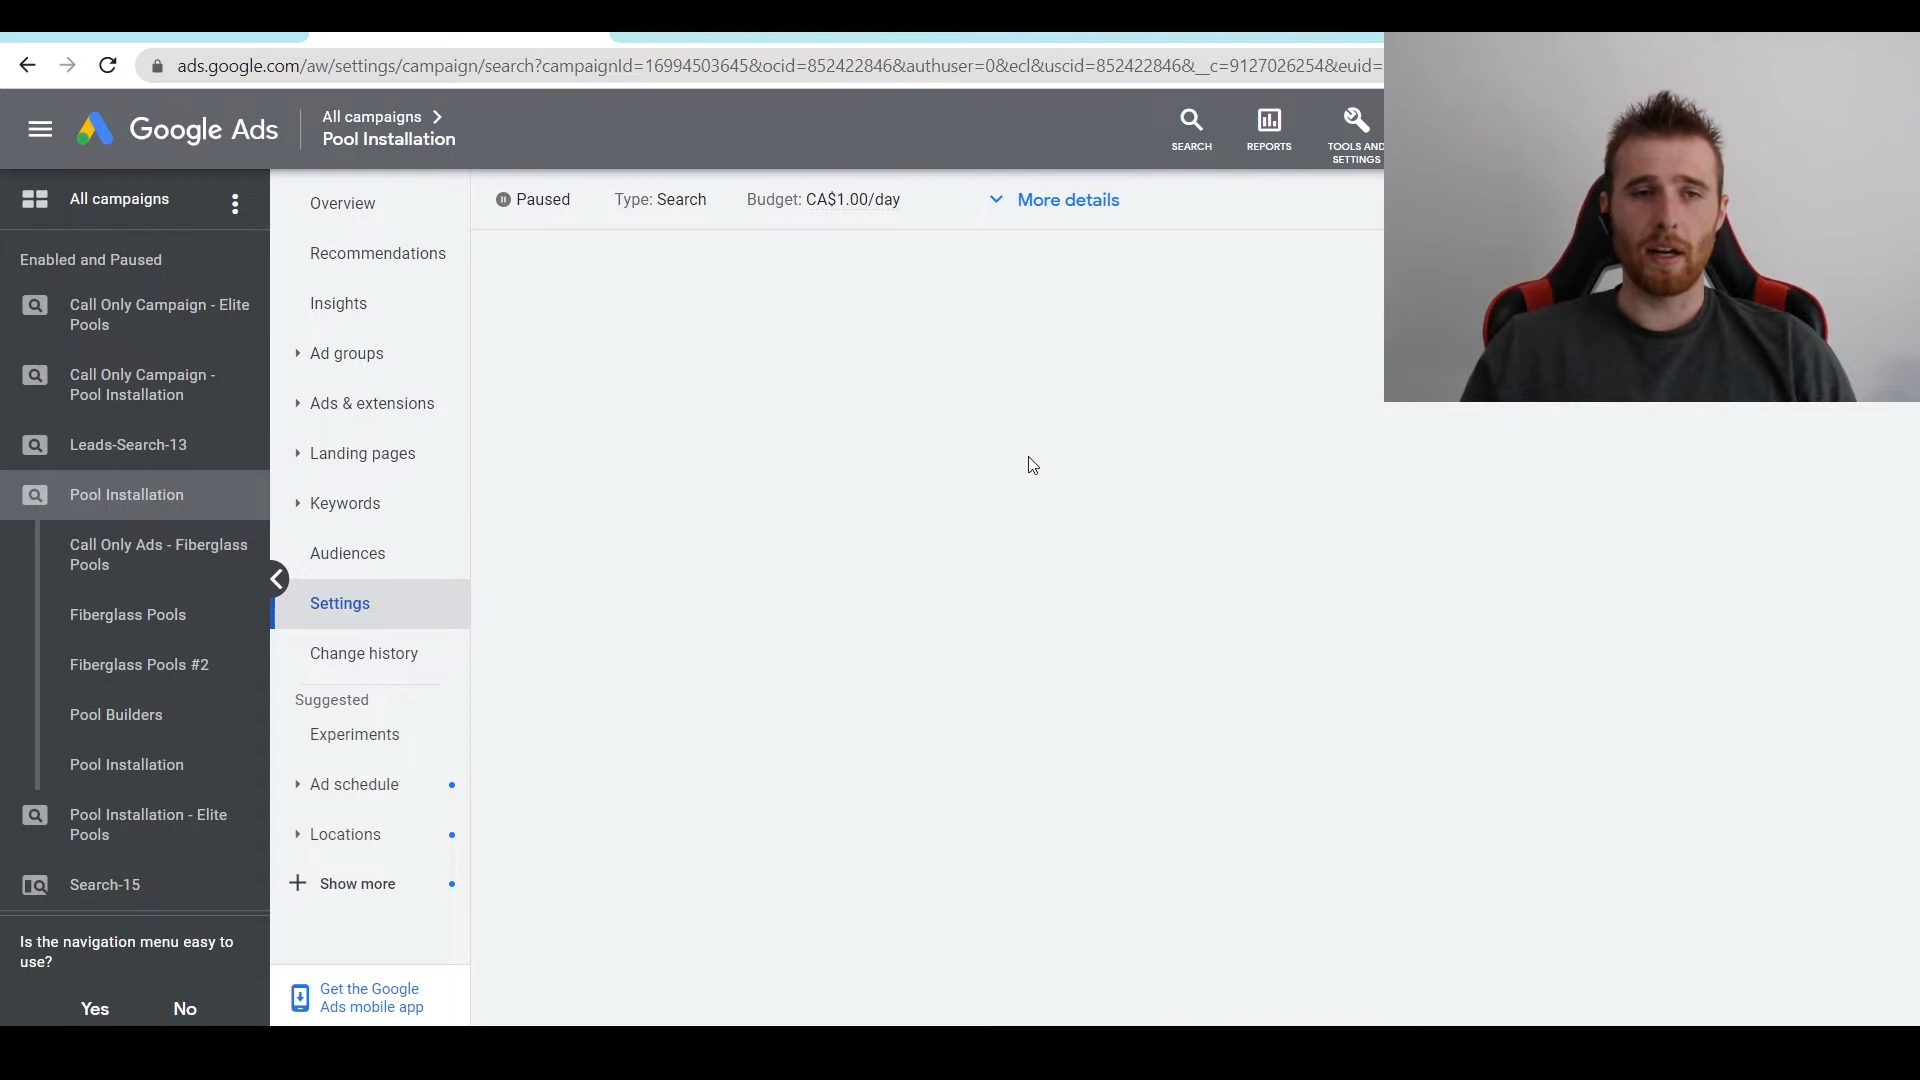 ads.google.com/aw/settings/campaign/search?campaignId=16994503645&ocid=852422846&authuser=0&ecl&uscid=852422846&__c=9127026254&euid=
Google Ads
All campaigns
Pool Installation
SEARCH
REPORTS
TOOLS AND
SETTINGS
All campaigns
Enabled and Paused
Call Only Campaign - Elite
Pools
Call Only Campaign -
Pool Installation
Leads-Search-13
Pool Installation
Call Only Ads - Fiberglass
Pools
Fiberglass Pools
Fiberglass Pools #2
Pool Builders
Pool Installation
Pool Installation - Elite
Pools
Search-15
Is the navigation menu easy to
use?
Yes No
Overview
Recommendations
Insights
Ad groups
Ads & extensions
Landing pages
Keywords
Audiences
Settings
Change history
Suggested
Experiments
Ad schedule
Locations
Show more
Get the Google
Ads mobile app
Paused Type: Search Budget: CA$1.00/day More details